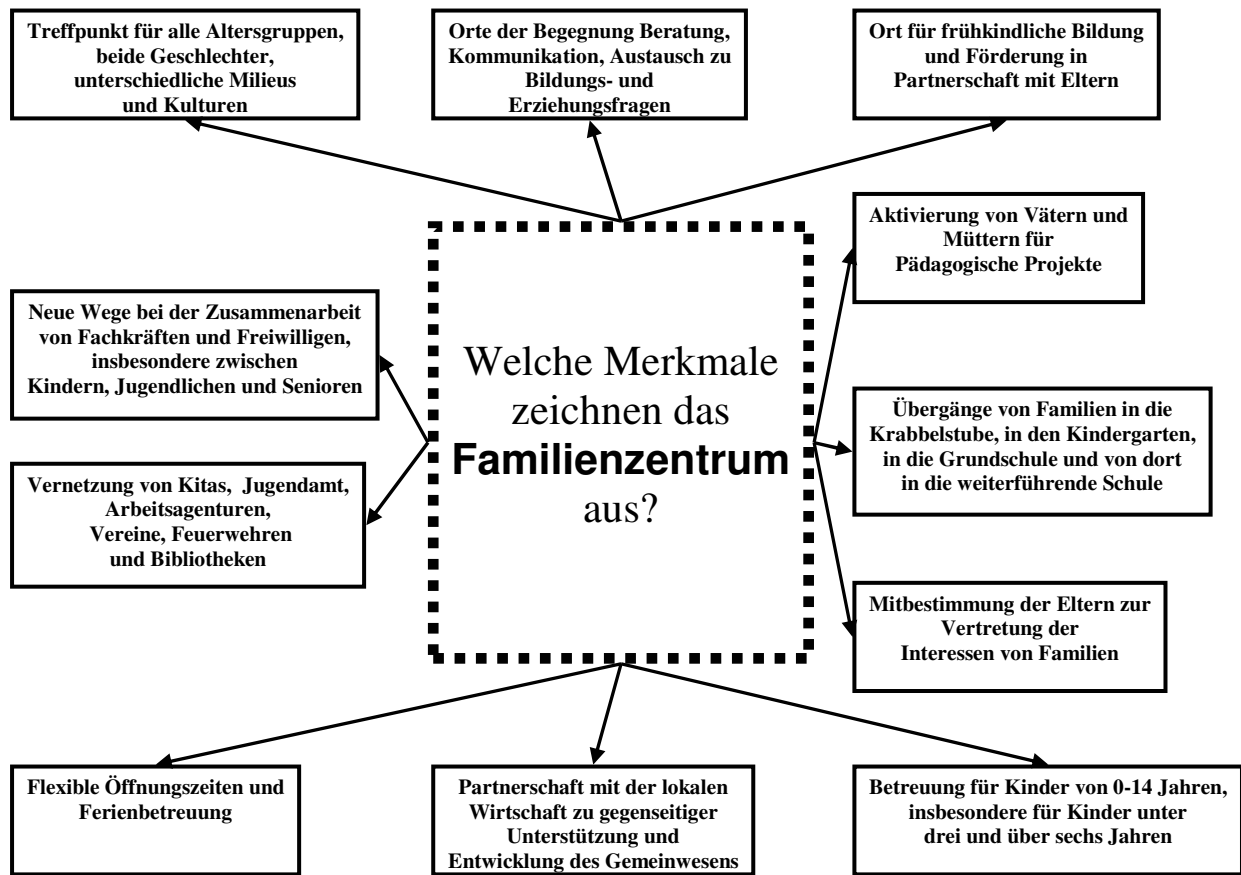 Treffpunkt für alle Altersgruppen,
beide Geschlechter,
unterschiedliche Milieus
und Kulturen
Orte der Begegnung Beratung,
Kommunikation, Austausch zu
Bildungs- und
Erziehungsfragen
Ort für frühkindliche Bildung
und Förderung in
Partnerschaft mit Eltern
Aktivierung von Vätern und
Müttern für
Pädagogische Projekte
Neue Wege bei der Zusammenarbeit
von Fachkräften und Freiwilligen,
insbesondere zwischen
Kindern, Jugendlichen und Senioren
Welche Merkmale
zeichnen das
Familienzentrum
aus?
Übergänge von Familien in die
Krabbelstube, in den Kindergarten,
in die Grundschule und von dort
in die weiterführende Schule
Vernetzung von Kitas, Jugendamt,
Arbeitsagenturen,
Vereine, Feuerwehren
und Bibliotheken
Mitbestimmung der Eltern zur
Vertretung der
Interessen von Familien
Flexible Öffnungszeiten und
Ferienbetreuung
Partnerschaft mit der lokalen
Wirtschaft zu gegenseitiger
Unterstützung und
Entwicklung des Gemeinwesens
Betreuung für Kinder von 0-14 Jahren,
insbesondere für Kinder unter
drei und über sechs Jahren